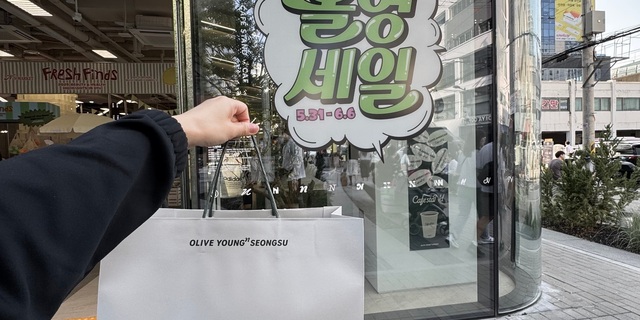 올영
세일
5.31-6.6
FRESH FINDS
OLIVE YOUNG N SEONGSU